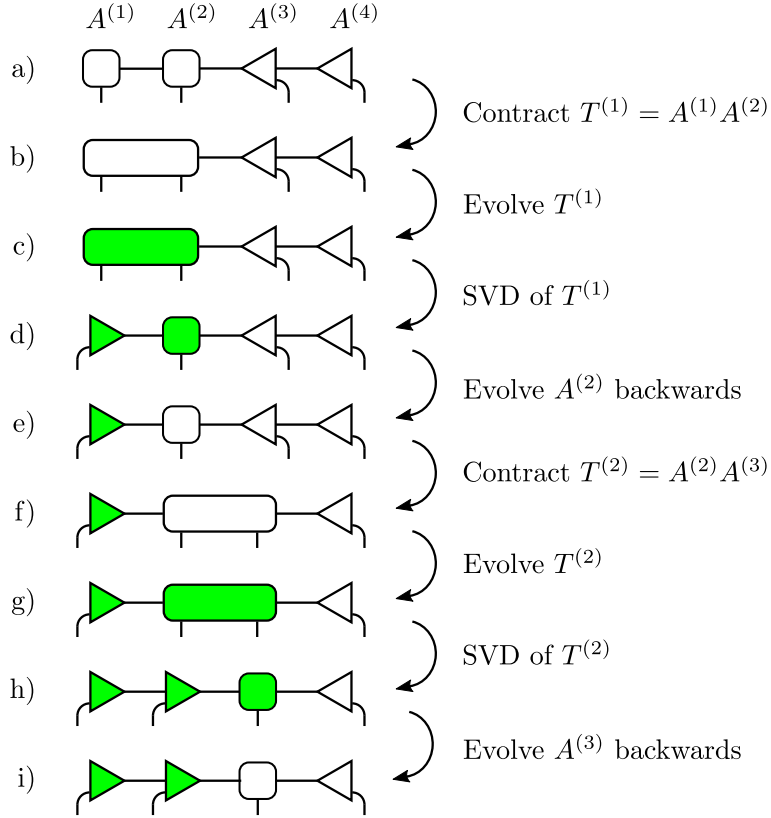 A^(1) A^(2) A^(3) A^(4)
a)
Contract T^(1) = A^(1)A^(2)
b)
Evolve T^(1)
c)
SVD of T^(1)
d)
Evolve A^(2) backwards
e)
Contract T^(2) = A^(2)A^(3)
f)
Evolve T^(2)
g)
SVD of T^(2)
h)
Evolve A^(3) backwards
i)